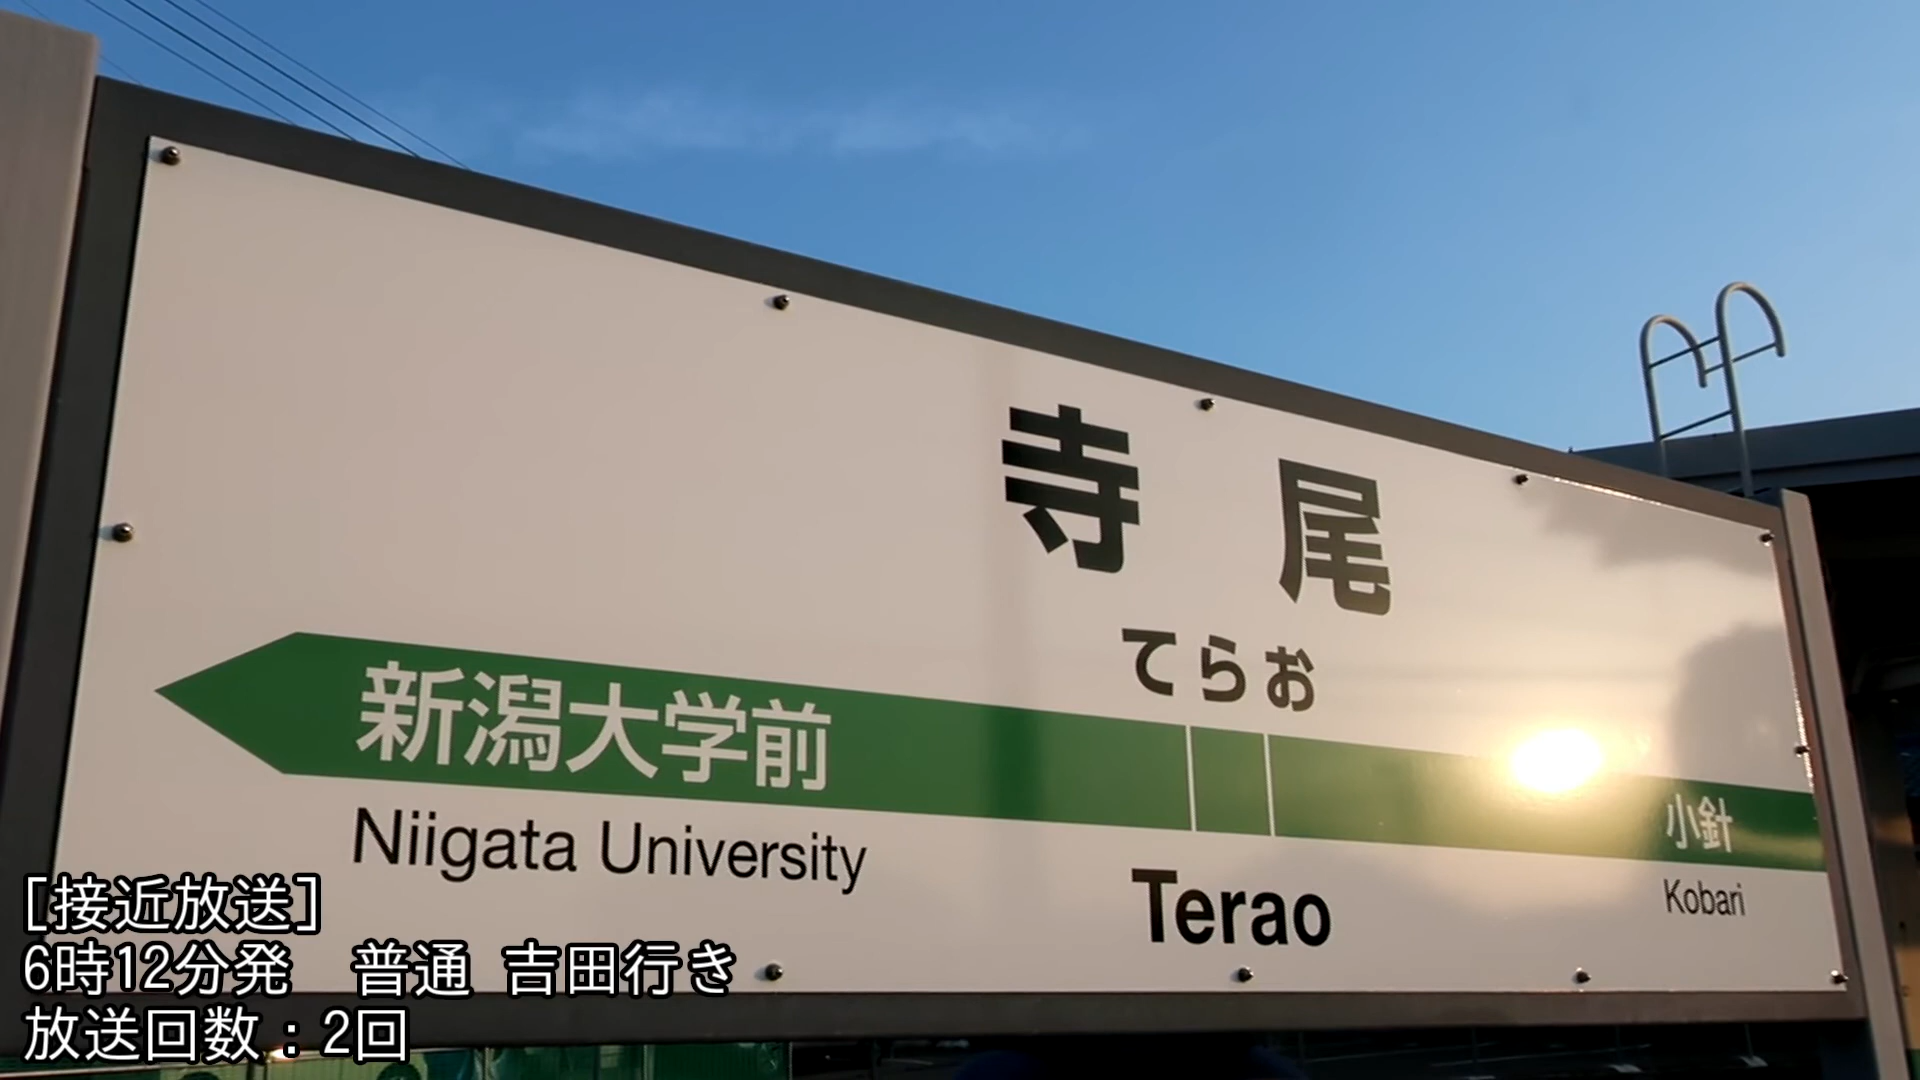 寺尾
てらお
新潟大学前
小針
Niigata University
Terao
Kobari
[接近放送]
6時12分発　普通 吉田行き
放送回数：2回